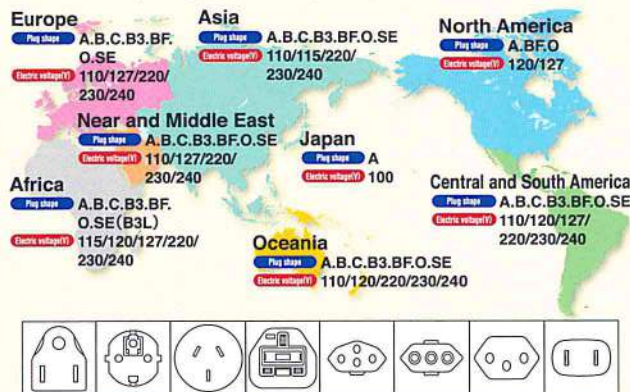 Europe
Plug shape A.B.C.B3.BF.
O.SE
Electric voltage(V) 110/127/220/
230/240
Asia
Plug shape A.B.C.B3.BF.O.SE
Electric voltage(V) 110/115/220/
230/240
North America
Plug shape A.BF.O
Electric voltage(V) 120/127
Near and Middle East
Plug shape A.B.C.B3.BF.O.SE
Electric voltage(V) 110/127/220/
230/240
Japan
Plug shape A
Electric voltage(V) 100
Africa
Plug shape A.B.C.B3.BF.
O.SE(B3L)
Electric voltage(V) 115/120/127/220/
230/240
Central and South America
Plug shape A.B.C.B3.BF.O.SE
Electric voltage(V) 110/120/127/
220/230/240
Oceania
Plug shape A.B.C.B3.BF.O.SE
Electric voltage(V) 110/120/220/230/240